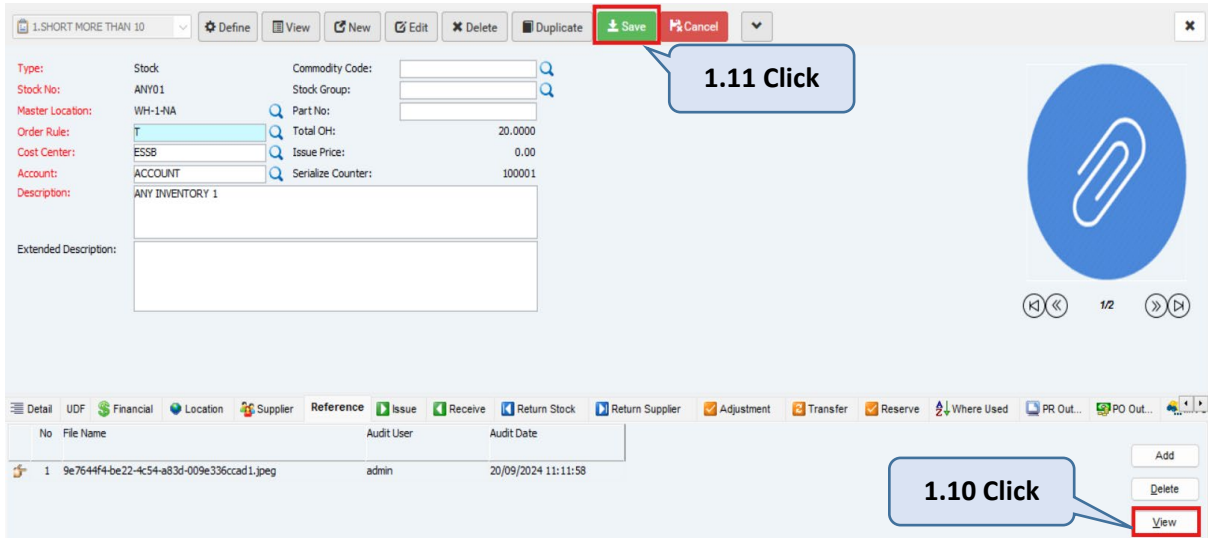 1.SHORT MORE THAN 10 Define View New Edit Delete Duplicate Save Cancel
1.11 Click
Type: Stock Commodity Code:
Stock No: ANY01 Stock Group:
Master Location: WH-1-NA Part No:
Order Rule: T Total OH: 20.0000
Cost Center: ESSB Issue Price: 0.00
Account: ACCOUNT Serialize Counter: 100001
Description: ANY INVENTORY 1
Extended Description:
1/2
Detail UDF Financial Location Supplier Reference Issue Receive Return Stock Return Supplier Adjustment Transfer Reserve Where Used PR Out... PO Out...
No File Name Audit User Audit Date
1 9e7644f4-be22-4c54-a83d-009e336ccad1.jpeg admin 20/09/2024 11:11:58
Add
1.10 Click
Delete
View